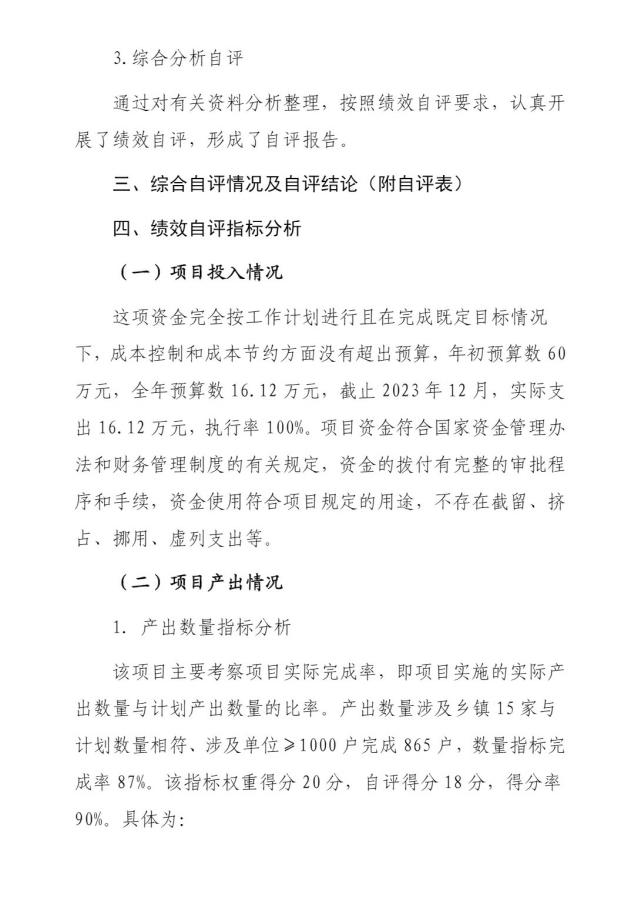 3.综合分析自评
通过对有关资料分析整理，按照绩效自评要求，认真开
展了绩效自评，形成了自评报告。
三、综合自评情况及自评结论（附自评表）
四、绩效自评指标分析
（一）项目投入情况
这项资金完全按工作计划进行且在完成既定目标情况
下，成本控制和成本节约方面没有超出预算，年初预算数 60
万元，全年预算数 16.12 万元，截止 2023 年 12 月，实际支
出 16.12 万元，执行率 100%。项目资金符合国家资金管理办
法和财务管理制度的有关规定，资金的拨付有完整的审批程
序和手续，资金使用符合项目规定的用途，不存在截留、挤
占、挪用、虚列支出等。
（二）项目产出情况
1. 产出数量指标分析
该项目主要考察项目实际完成率，即项目实施的实际产
出数量与计划产出数量的比率。产出数量涉及乡镇 15 家与
计划数量相符、涉及单位≥1000 户完成 865 户，数量指标完
成率 87%。该指标权重得分 20 分，自评得分 18 分，得分率
90%。具体为：